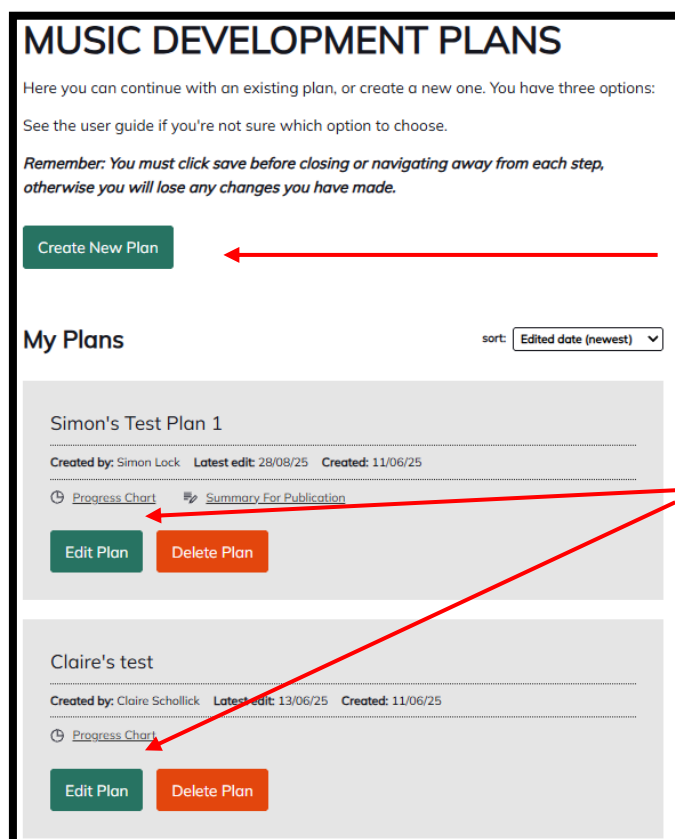 MUSIC DEVELOPMENT PLANS
Here you can continue with an existing plan, or create a new one. You have three options:
See the user guide if you're not sure which option to choose.
Remember: You must click save before closing or navigating away from each step,
otherwise you will lose any changes you have made.
Create New Plan
My Plans
sort: Edited date (newest)
Simon's Test Plan 1
Created by: Simon Lock Latest edit: 28/08/25 Created: 11/06/25
Progress Chart Summary For Publication
Edit Plan Delete Plan
Claire's test
Created by: Claire Schollick Latest edit: 13/06/25 Created: 11/06/25
Progress Chart
Edit Plan Delete Plan